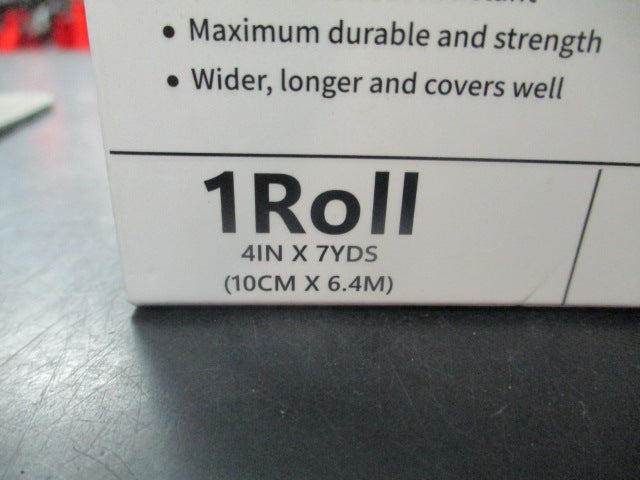 • Maximum durable and strength
• Wider, longer and covers well
1Roll
4IN X 7YDS
(10CM X 6.4M)